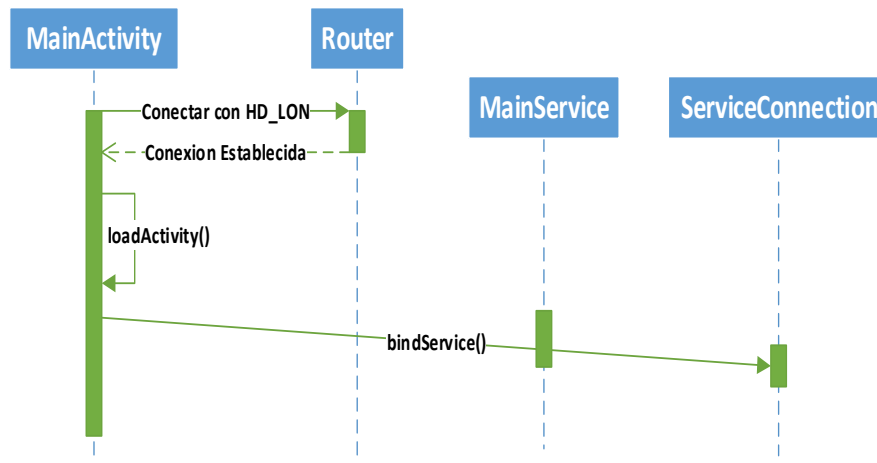 MainActivity
Router
MainService
ServiceConnection
Conectar con HD_LON
Conexion Establecida
loadActivity()
bindService()